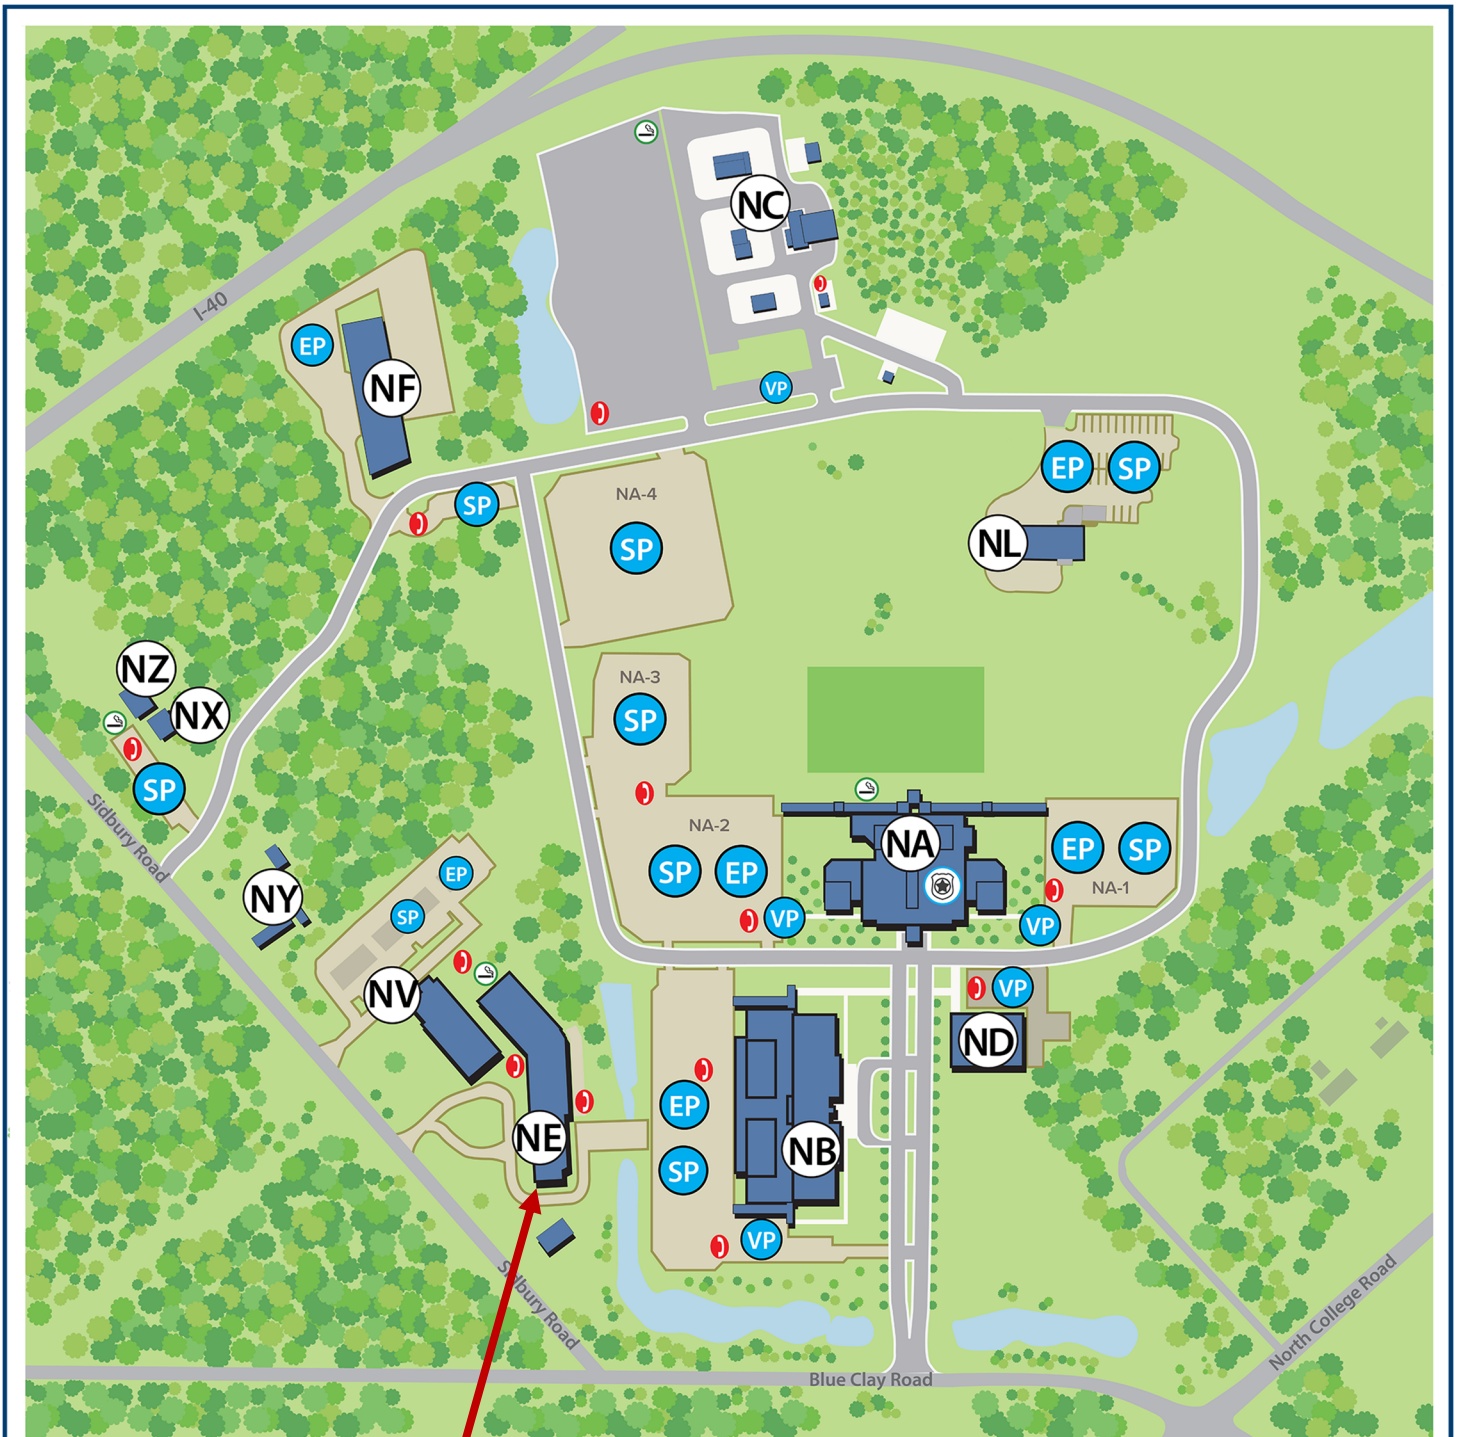 NC
I-40
EP
NF
VP
SP
NA-4
SP
EP
SP
NL
NZ
NX
SP
Sidbury Road
NA-3
SP
NA-2
SP
EP
VP
NA
EP
SP
NA-1
VP
NY
EP
SP
NV
VP
ND
NE
EP
SP
NB
VP
Sidbury Road
Blue Clay Road
North College Road